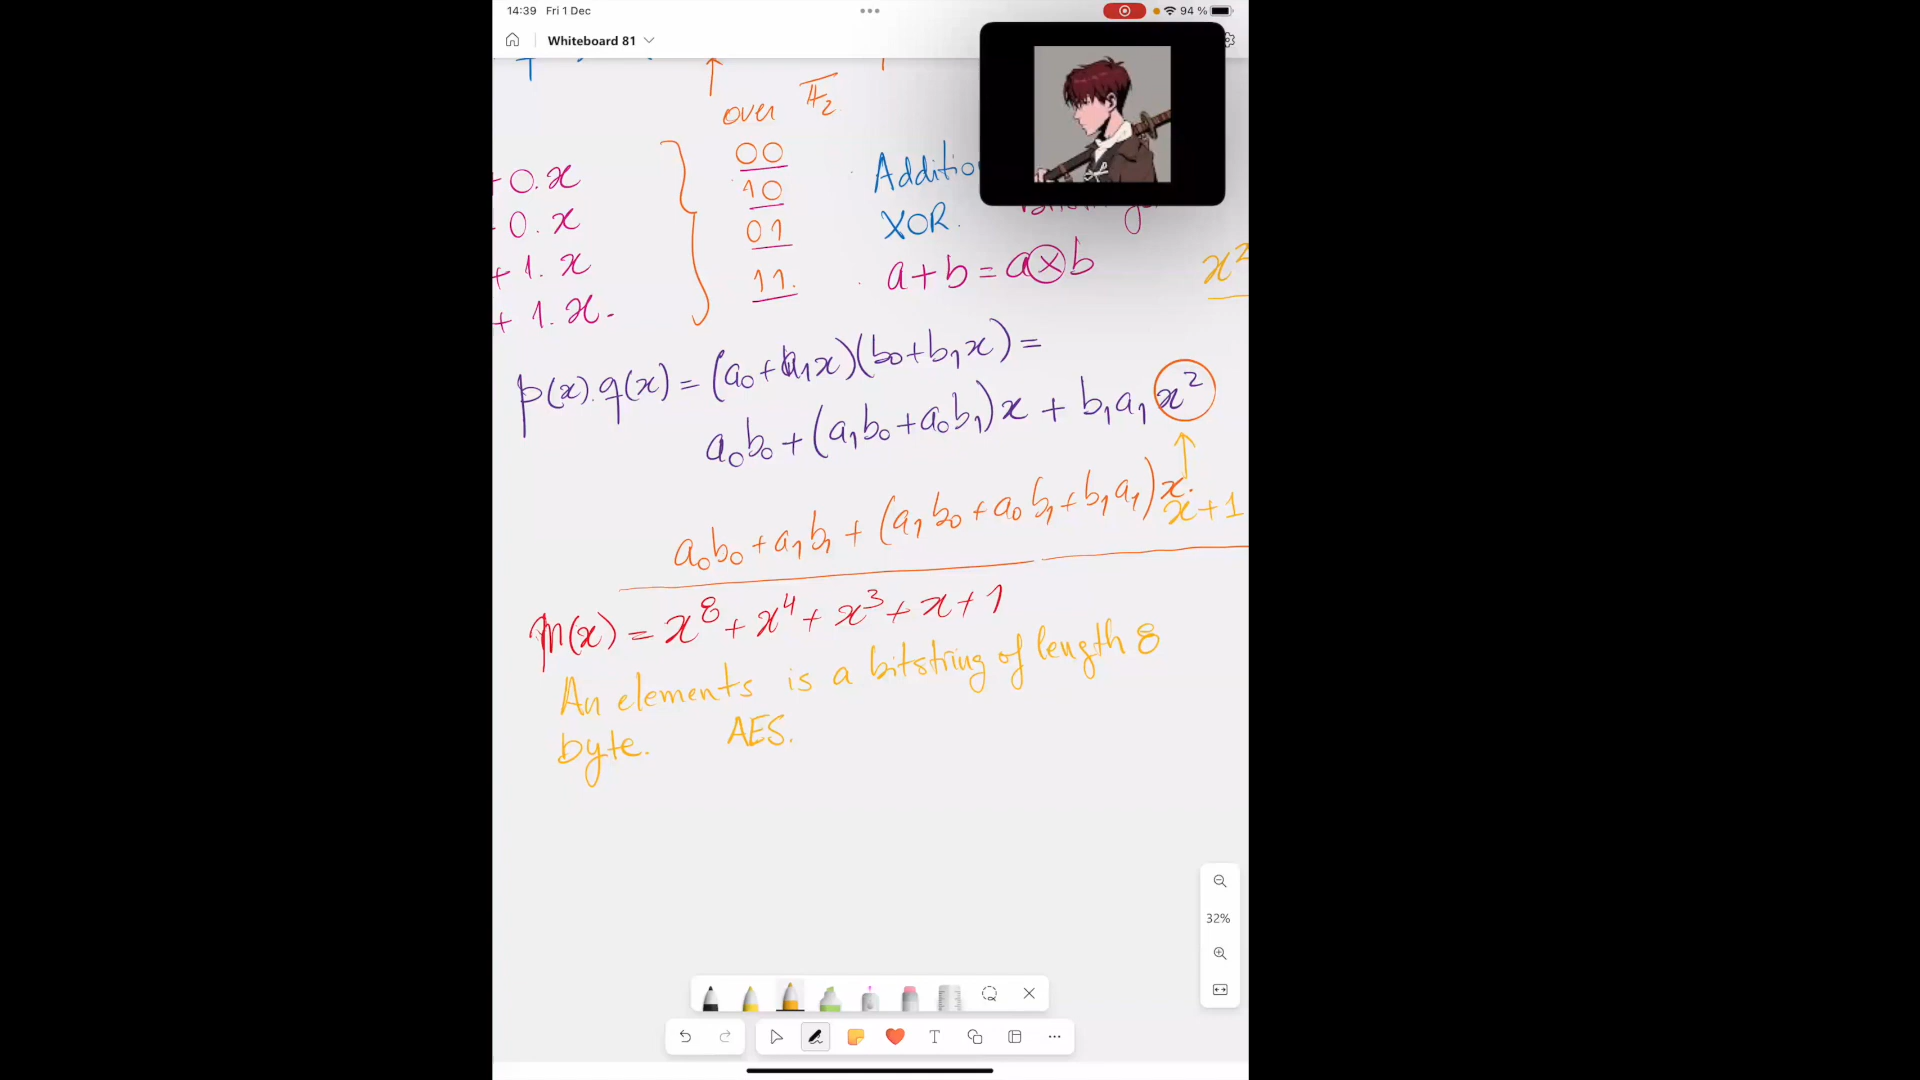 14:39 Fri 1 Dec
94 %
Whiteboard 81
over F₂
00
+0.x
10
-0.x
01
+1.x
11.
+1.x.
Additio
XOR.
a+b=a⊗b
x²
p(x).q(x) = (a₀+a₁x)(b₀+b₁x) =
a₀b₀+(a₁b₀+a₀b₁)x + b₁a₁x²
a₀b₀+a₁b₁+(a₁b₀+a₀b₁+b₁a₁)x.
x+1
m(x) = x⁸+x⁴+x³+x+1
An elements is a bitstring of length 8
byte. AES.
32%
T